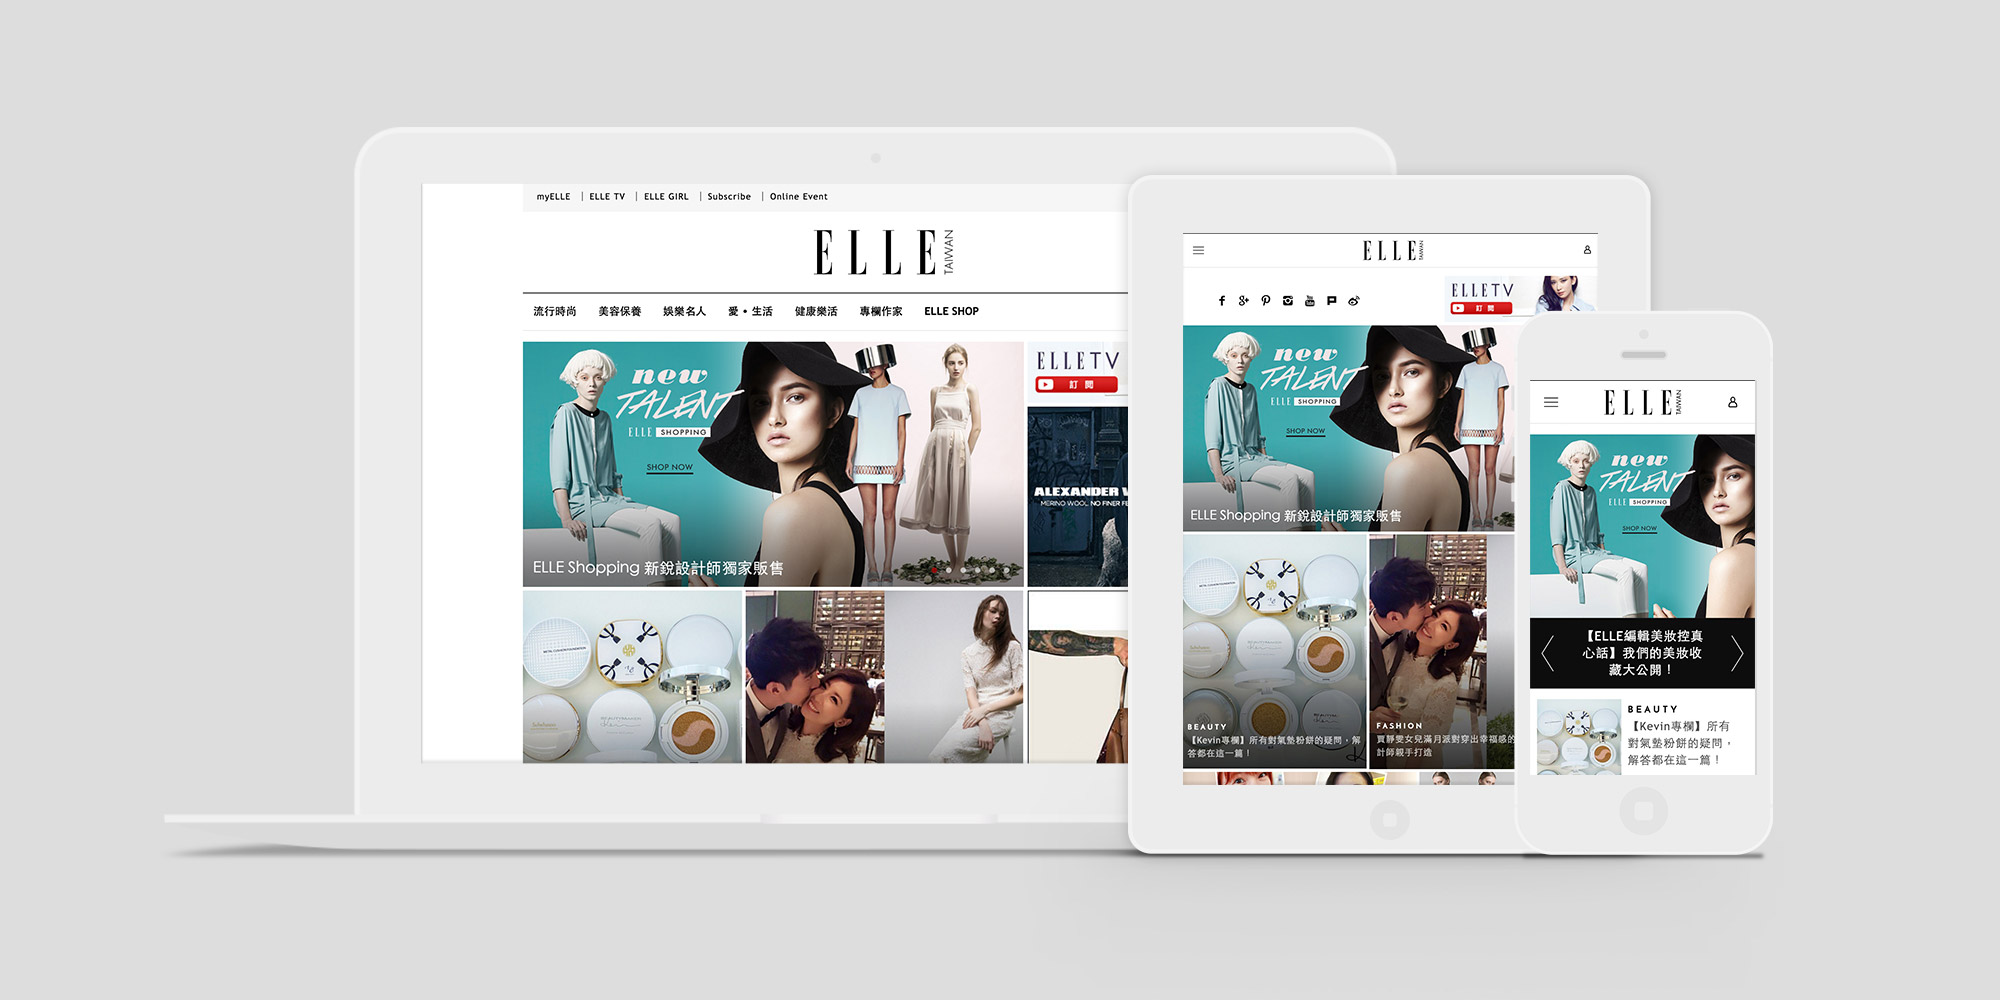 myELLE | ELLE TV | ELLE GIRL | Subscribe | Online Event
ELLE TAIWAN
流行時尚 美容保養 娛樂名人 愛 • 生活 健康樂活 專欄作家 ELLE SHOP
new
TALENT
ELLE SHOPPING
SHOP NOW
ELLE Shopping 新銳設計師獨家販售
ELLE TV
訂閱
ALEXANDER
MERINO WOOL. NO FINER
ELLE TAIWAN
ELLE TV
訂閱
new
TALENT
ELLE SHOPPING
SHOP NOW
ELLE Shopping 新銳設計師獨家販售
BEAUTY
【Kevin專欄】所有對氣墊粉餅的疑問，解
答都在這一篇！
FASHION
賈靜雯女兒滿月派對穿出幸福感的
計師親手打造
ELLE TAIWAN
new
TALENT
ELLE SHOPPING
SHOP NOW
【ELLE編輯美妝控真
心話】我們的美妝收
藏大公開！
BEAUTY
【Kevin專欄】所有
對氣墊粉餅的疑問，
解答都在這一篇！